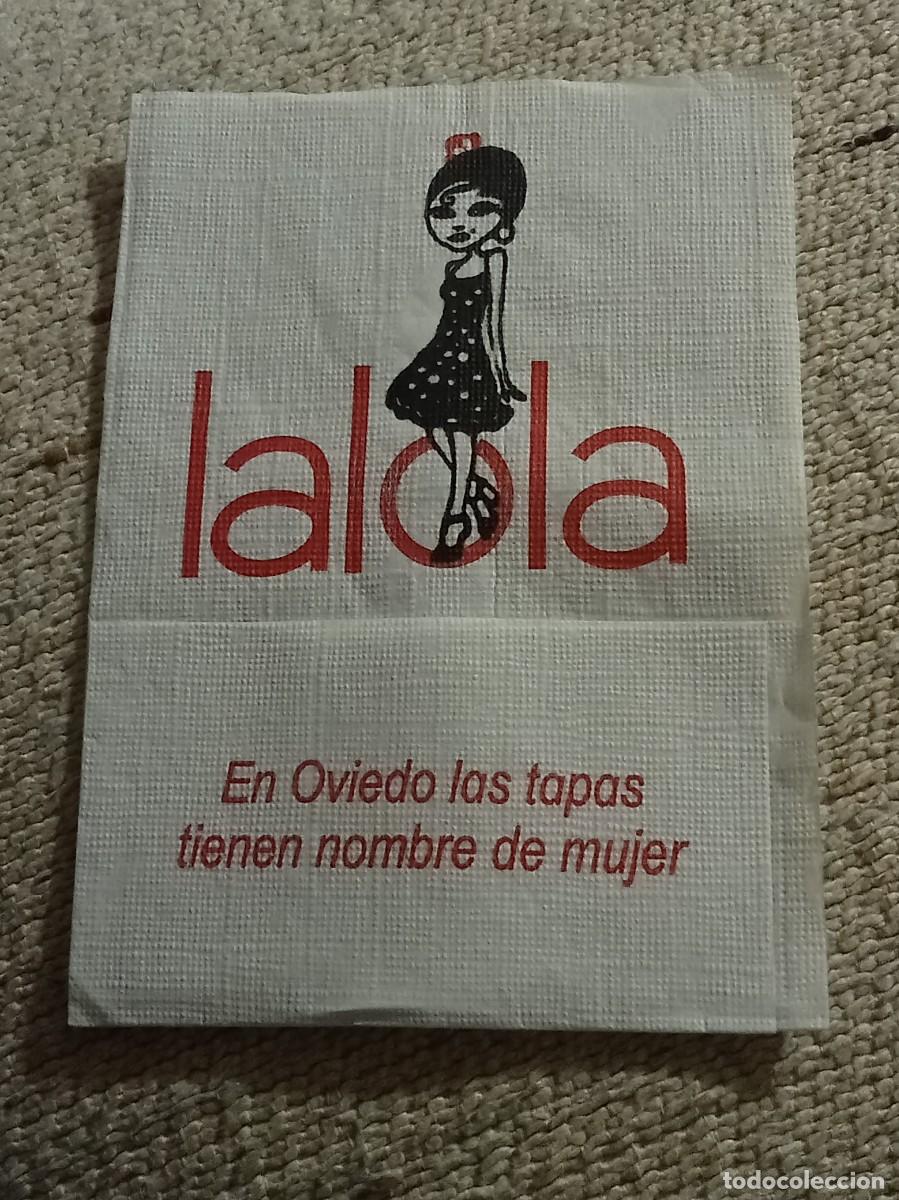 lalola
En Oviedo las tapas
tienen nombre de mujer
todocoleccion